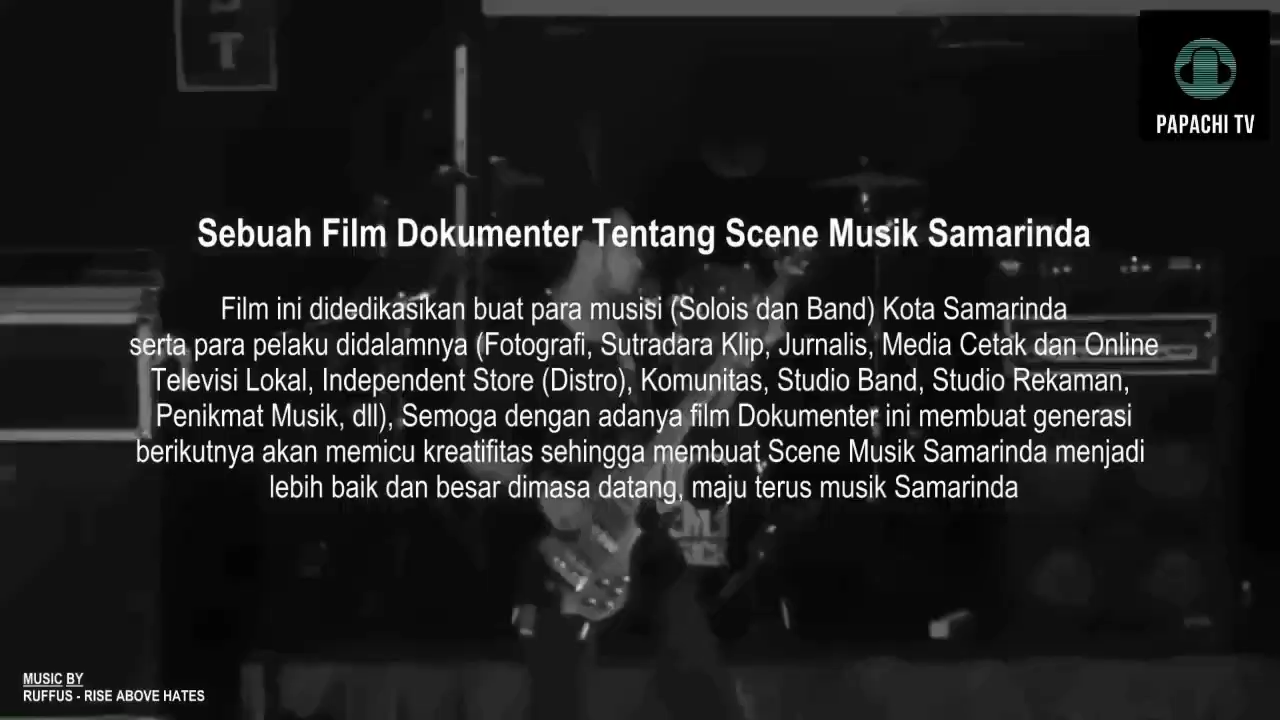 ST
PAPACHI TV
Sebuah Film Dokumenter Tentang Scene Musik Samarinda
Film ini didedikasikan buat para musisi (Solois dan Band) Kota Samarinda
serta para pelaku didalamnya (Fotografi, Sutradara Klip, Jurnalis, Media Cetak dan Online
Televisi Lokal, Independent Store (Distro), Komunitas, Studio Band, Studio Rekaman,
Penikmat Musik, dll), Semoga dengan adanya film Dokumenter ini membuat generasi
berikutnya akan memicu kreatifitas sehingga membuat Scene Musik Samarinda menjadi
lebih baik dan besar dimasa datang, maju terus musik Samarinda
MUSIC BY
RUFFUS - RISE ABOVE HATES